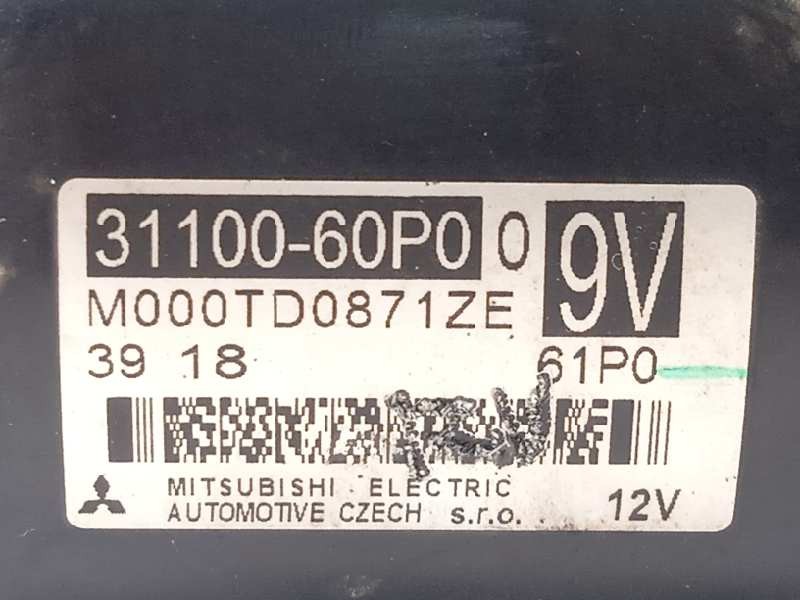 31100-60P0 0 9V
M000TD0871ZE
39 18 61P0
MITSUBISHI ELECTRIC
AUTOMOTIVE CZECH s.r.o. 12V